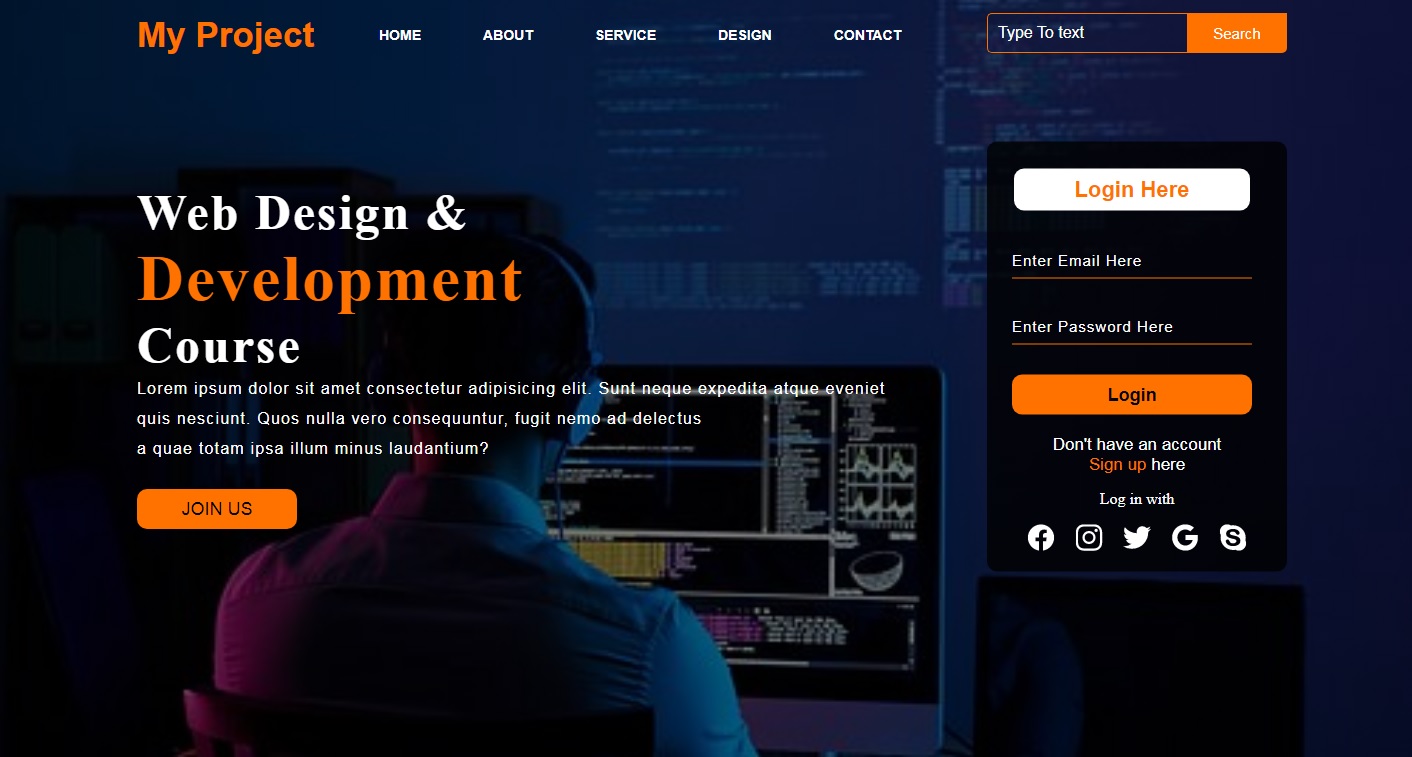 My Project
HOME ABOUT SERVICE DESIGN CONTACT
Type To text
Search
Web Design &
Development
Course
Lorem ipsum dolor sit amet consectetur adipisicing elit. Sunt neque expedita atque eveniet
quis nesciunt. Quos nulla vero consequuntur, fugit nemo ad delectus
a quae totam ipsa illum minus laudantium?
JOIN US
Login Here
Enter Email Here
Enter Password Here
Login
Don't have an account
Sign up here
Log in with